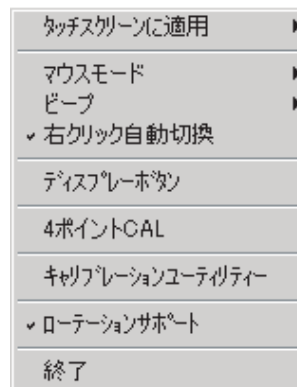 タッチスクリーンに適用
マウスモード
ビープ
右クリック自動切換
ディスプレーボタン
4ポイントCAL
キャリブレーションユーティリティー
ローテーションサポート
終了